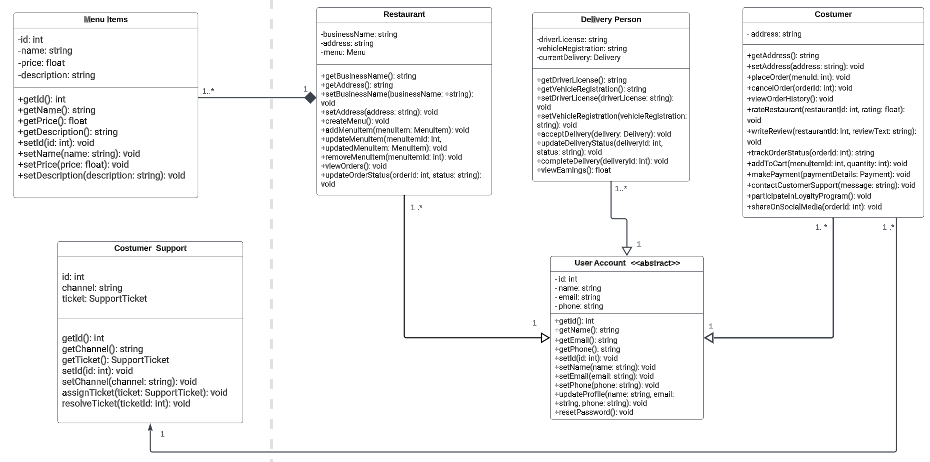 Menu Items
-id: int
-name: string
-price: float
-description: string
+getId(): int
+getName(): string
+getPrice(): float
+getDescription(): string
+setId(id: int): void
+setName(name: string): void
+setPrice(price: float): void
+setDescription(description: string): void
1..*
1
Restaurant
-businessName: string
-address: string
-menu: Menu
+getBusinessName(): string
+getAddress(): string
+setBusinessName(businessName: +string):
void
+setAddress(address: string): void
+createMenu(): void
+addMenuItem(menuItem: MenuItem): void
+updateMenuItem(menuItemId: int,
+updatedMenuItem: MenuItem): void
+removeMenuItem(menuItemId: int): void
+viewOrders(): void
+updateOrderStatus(orderId: int, status: string):
void
1 .*
1
Delivery Person
-driverLicense: string
-vehicleRegistration: string
-currentDelivery: Delivery
+getDriverLicense(): string
+getVehicleRegistration(): string
+setDriverLicense(driverLicense: string):
void
+setVehicleRegistration(vehicleRegistration:
string): void
+acceptDelivery(delivery: Delivery): void
+updateDeliveryStatus(deliveryId: int,
status: string): void
+completeDelivery(deliveryId: int): void
+viewEarnings(): float
1..*
1
Costumer
- address: string
+getAddress(): string
+setAddress(address: string): void
+placeOrder(menuId: int): void
+cancelOrder(orderId: int): void
+viewOrderHistory(): void
+rateRestaurant(restaurantId: int, rating: float):
void
+writeReview(restaurantId: int, reviewText: string):
void
+trackOrderStatus(orderId: int): string
+addToCart(menuItemId: int, quantity: int): void
+makePayment(paymentDetails: Payment): void
+contactCustomerSupport(message: string): void
+participateInLoyaltyProgram(): void
+shareOnSocialMedia(orderId: int): void
1. .*
1 .*
1
User Account <<abstract>>
- id: int
- name: string
- email: string
- phone: string
+getId(): int
+getName(): string
+getEmail(): string
+getPhone(): string
+setId(id: int): void
+setName(name: string): void
+setEmail(email: string): void
+setPhone(phone: string): void
+updateProfile(name: string, email:
+string, phone: string): void
+resetPassword(): void
Costumer Support
id: int
channel: string
ticket: SupportTicket
getId(): int
getChannel(): string
getTicket(): SupportTicket
setId(id: int): void
setChannel(channel: string): void
assignTicket(ticket: SupportTicket): void
resolveTicket(ticketId: int): void
1